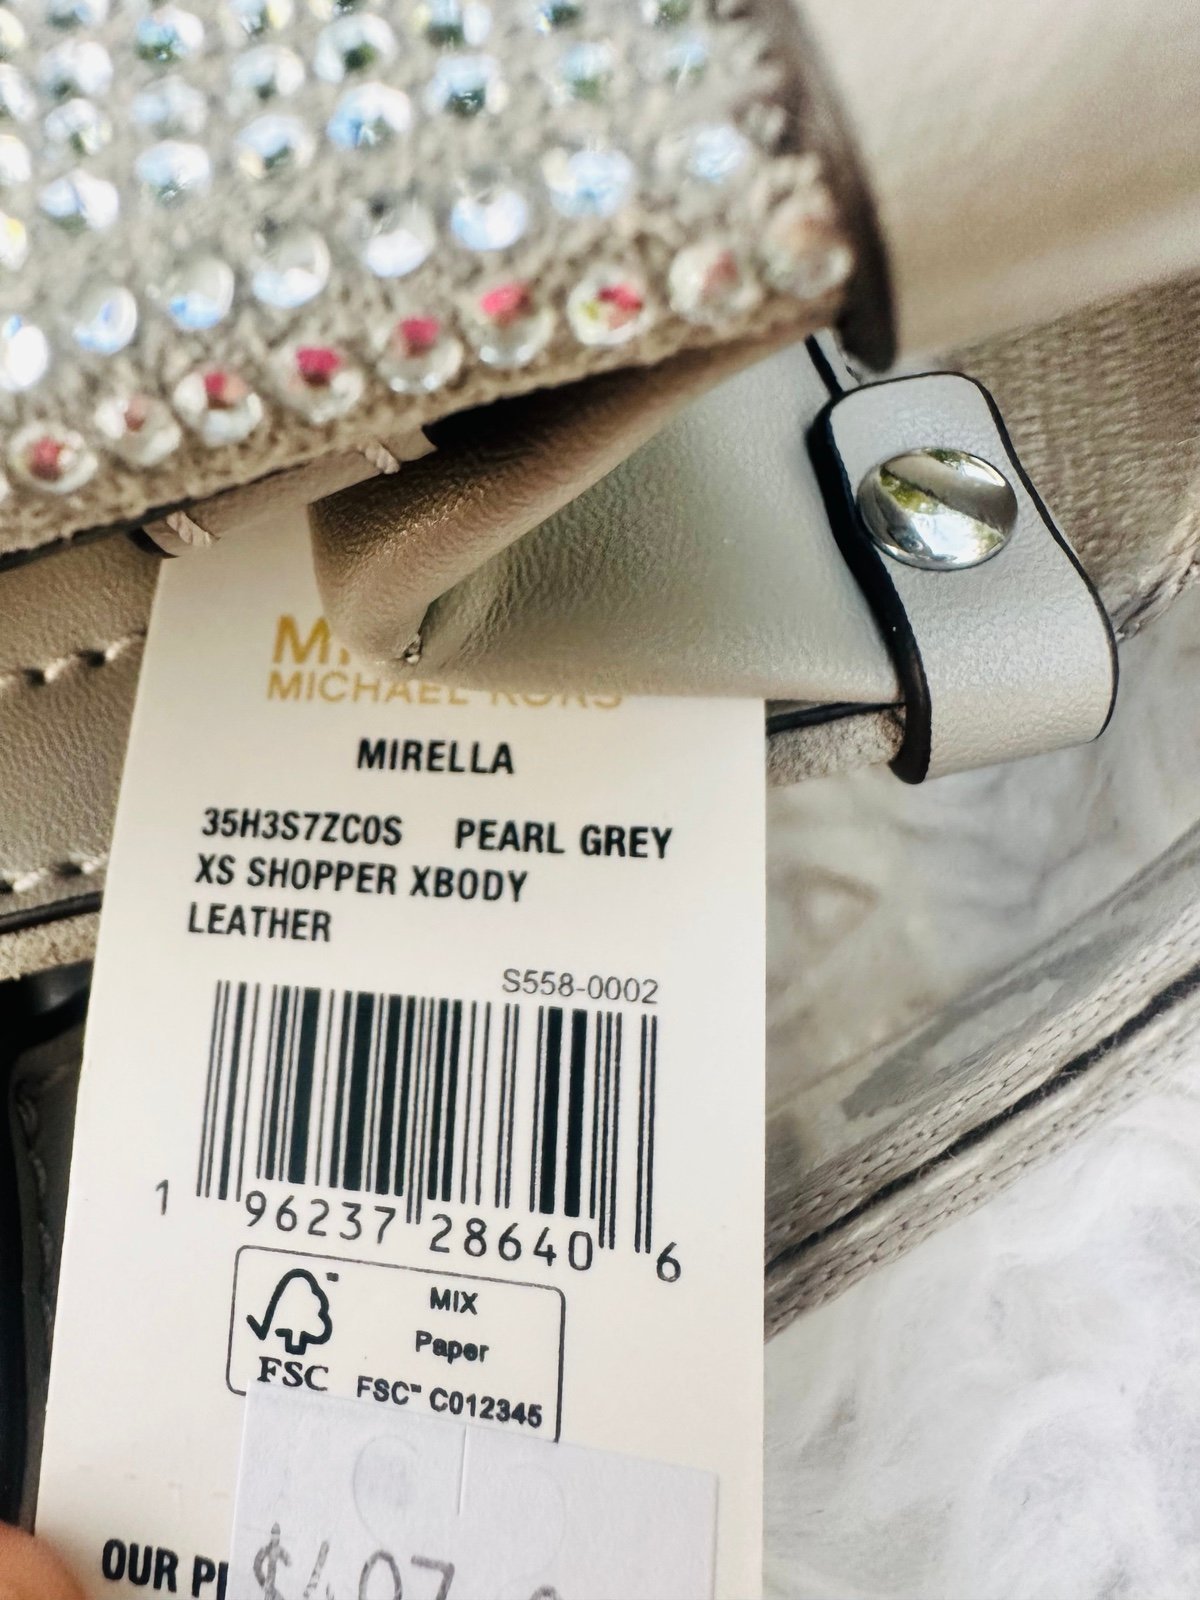 MICHAEL KORS
MIRELLA
35H3S7ZC0S PEARL GREY
XS SHOPPER XBODY
LEATHER
S558-0002
1 96237 28640 6
FSC
MIX
Paper
FSC™ C012345
OUR